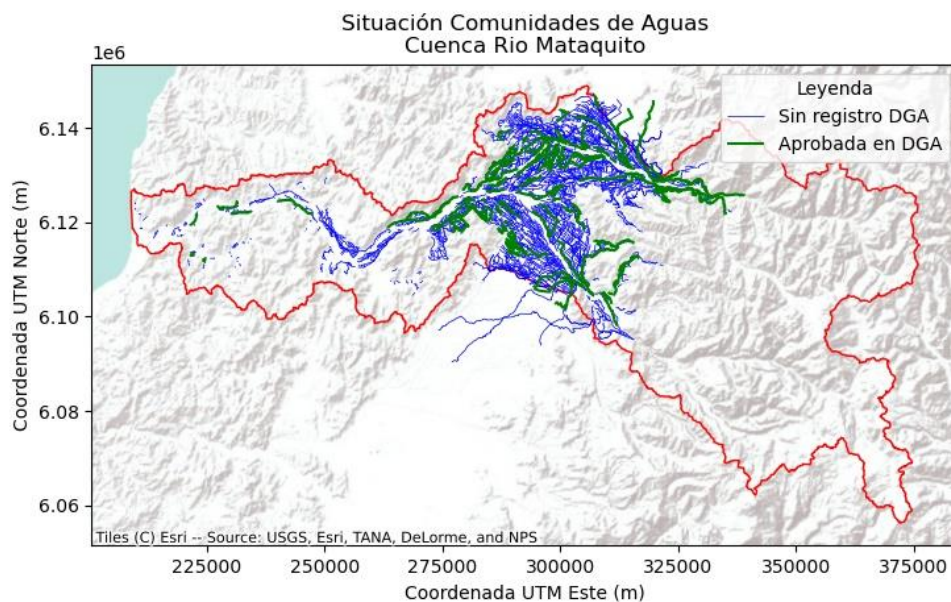 Situación Comunidades de Aguas
Cuenca Rio Mataquito
1e6
Leyenda
Sin registro DGA
Aprobada en DGA
6.14
6.12
6.10
6.08
6.06
Coordenada UTM Norte (m)
Tiles (C) Esri -- Source: USGS, Esri, TANA, DeLorme, and NPS
225000 250000 275000 300000 325000 350000 375000
Coordenada UTM Este (m)